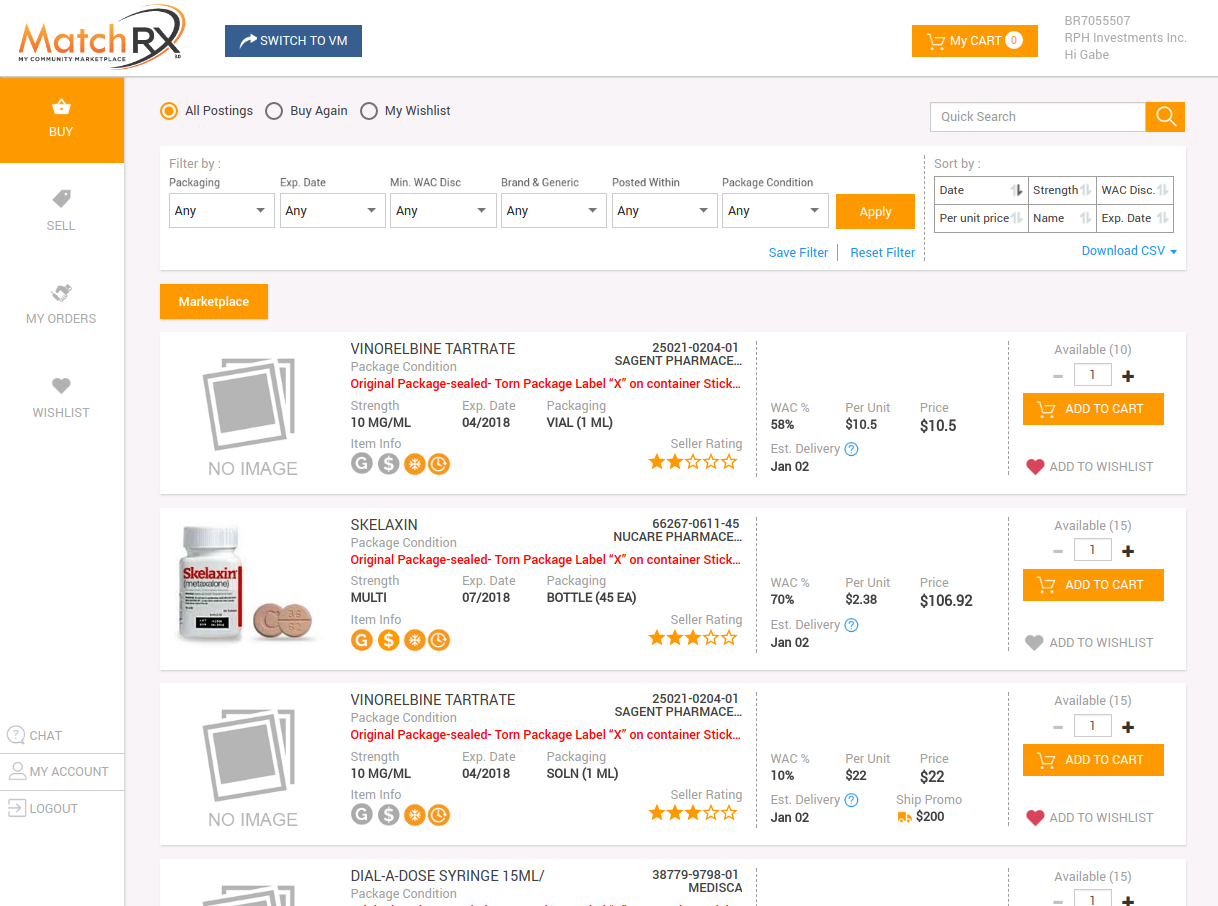 MatchRX
MY COMMUNITY MARKETPLACE
SWITCH TO VM
My CART 0
BR7055507
RPH Investments Inc.
Hi Gabe
BUY
SELL
MY ORDERS
WISHLIST
CHAT
MY ACCOUNT
LOGOUT
All Postings Buy Again My Wishlist
Quick Search
Filter by :
Packaging Exp. Date Min. WAC Disc Brand & Generic Posted Within Package Condition
Any Any Any Any Any Any Apply
Save Filter Reset Filter
Sort by :
Date Strength WAC Disc.
Per unit price Name Exp. Date
Download CSV
Marketplace
NO IMAGE
VINORELBINE TARTRATE 25021-0204-01
Package Condition SAGENT PHARMACE...
Original Package-sealed- Torn Package Label “X” on container Stick...
Strength Exp. Date Packaging
10 MG/ML 04/2018 VIAL (1 ML)
Item Info Seller Rating
G $
WAC % Per Unit Price
58% $10.5 $10.5
Est. Delivery ?
Jan 02
Available (10)
1
ADD TO CART
ADD TO WISHLIST
Skelaxin
(metaxalone)
SKELAXIN 66267-0611-45
Package Condition NUCARE PHARMACE...
Original Package-sealed- Torn Package Label “X” on container Stick...
Strength Exp. Date Packaging
MULTI 07/2018 BOTTLE (45 EA)
Item Info Seller Rating
G $
WAC % Per Unit Price
70% $2.38 $106.92
Est. Delivery ?
Jan 02
Available (15)
1
ADD TO CART
ADD TO WISHLIST
NO IMAGE
VINORELBINE TARTRATE 25021-0204-01
Package Condition SAGENT PHARMACE...
Original Package-sealed- Torn Package Label “X” on container Stick...
Strength Exp. Date Packaging
10 MG/ML 04/2018 SOLN (1 ML)
Item Info Seller Rating
G $
WAC % Per Unit Price
10% $22 $22
Est. Delivery ? Ship Promo
Jan 02 $200
Available (15)
1
ADD TO CART
ADD TO WISHLIST
DIAL-A-DOSE SYRINGE 15ML/ 38779-9798-01
Package Condition MEDISCA
Available (15)
1